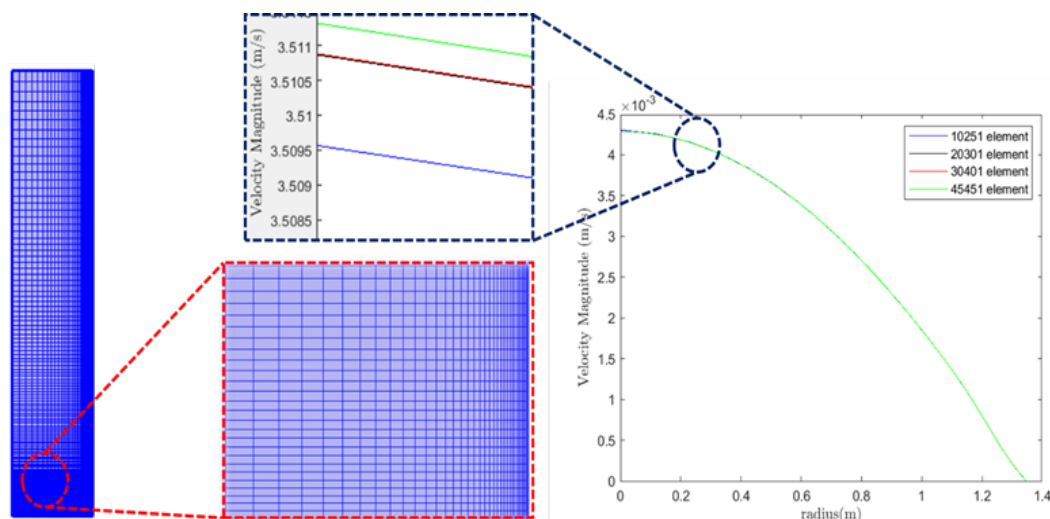 3.511
3.5105
3.51
3.5095
3.509
3.5085
Velocity Magnitude (m/s)
×10-3
4.5
4
3.5
3
2.5
2
1.5
1
0.5
0
Velocity Magnitude (m/s)
10251 element
20301 element
30401 element
45451 element
0 0.2 0.4 0.6 0.8 1 1.2 1.4
radius(m)